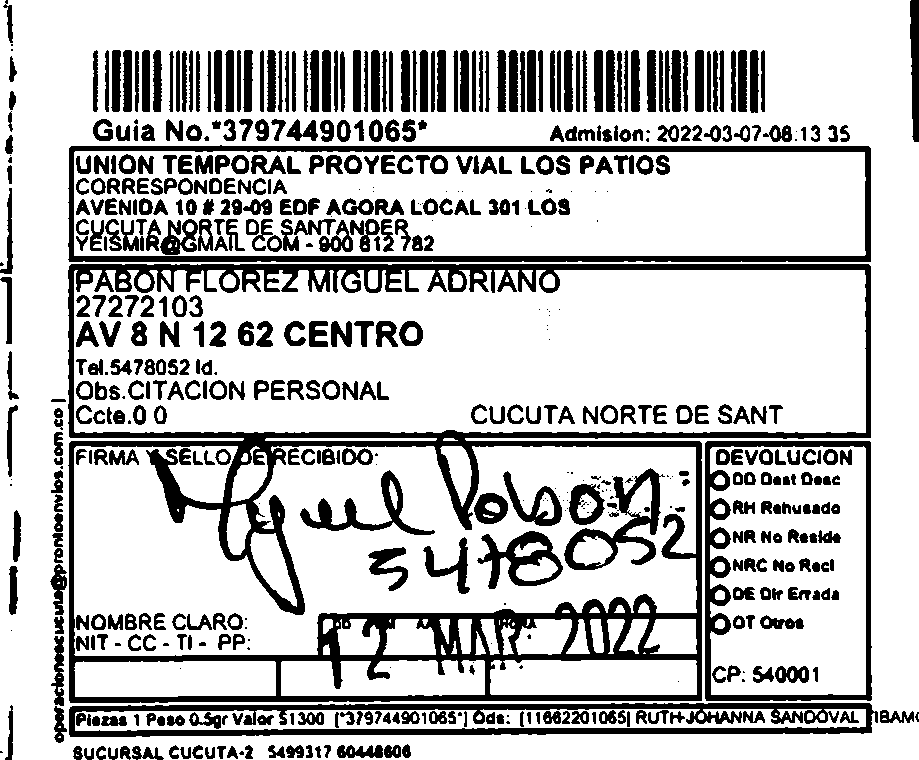 Guia No.*379744901065*
Admision: 2022-03-07-08:13 35
UNION TEMPORAL PROYECTO VIAL LOS PATIOS
CORRESPONDENCIA
AVENIDA 10 # 29-09 EDF AGORA LOCAL 301 LOS
CUCUTA NORTE DE SANTANDER
YEISMIR@GMAIL COM - 900 812 782
PABON FLOREZ MIGUEL ADRIANO
27272103
AV 8 N 12 62 CENTRO
Tel.5478052 Id.
Obs.CITACION PERSONAL
Ccte.0 0
CUCUTA NORTE DE SANT
FIRMA Y SELLO DE RECIBIDO:
Miguel Pabon
5478052
NOMBRE CLARO:
NIT - CC - TI - PP:
12 MAR 2022
DEVOLUCION
DD Dest Desc
RH Rehusado
NR No Reside
NRC No Recl
DE Dir Errada
OT Otros
CP: 540001
operacionescucuta@prontoenvios.com.co |
Piezas 1 Peso 0.5gr Valor $1300 [*379744901065*] Ods: [11662201065] RUTH JOHANNA SANDOVAL
SUCURSAL CUCUTA-2 5499317 60448606